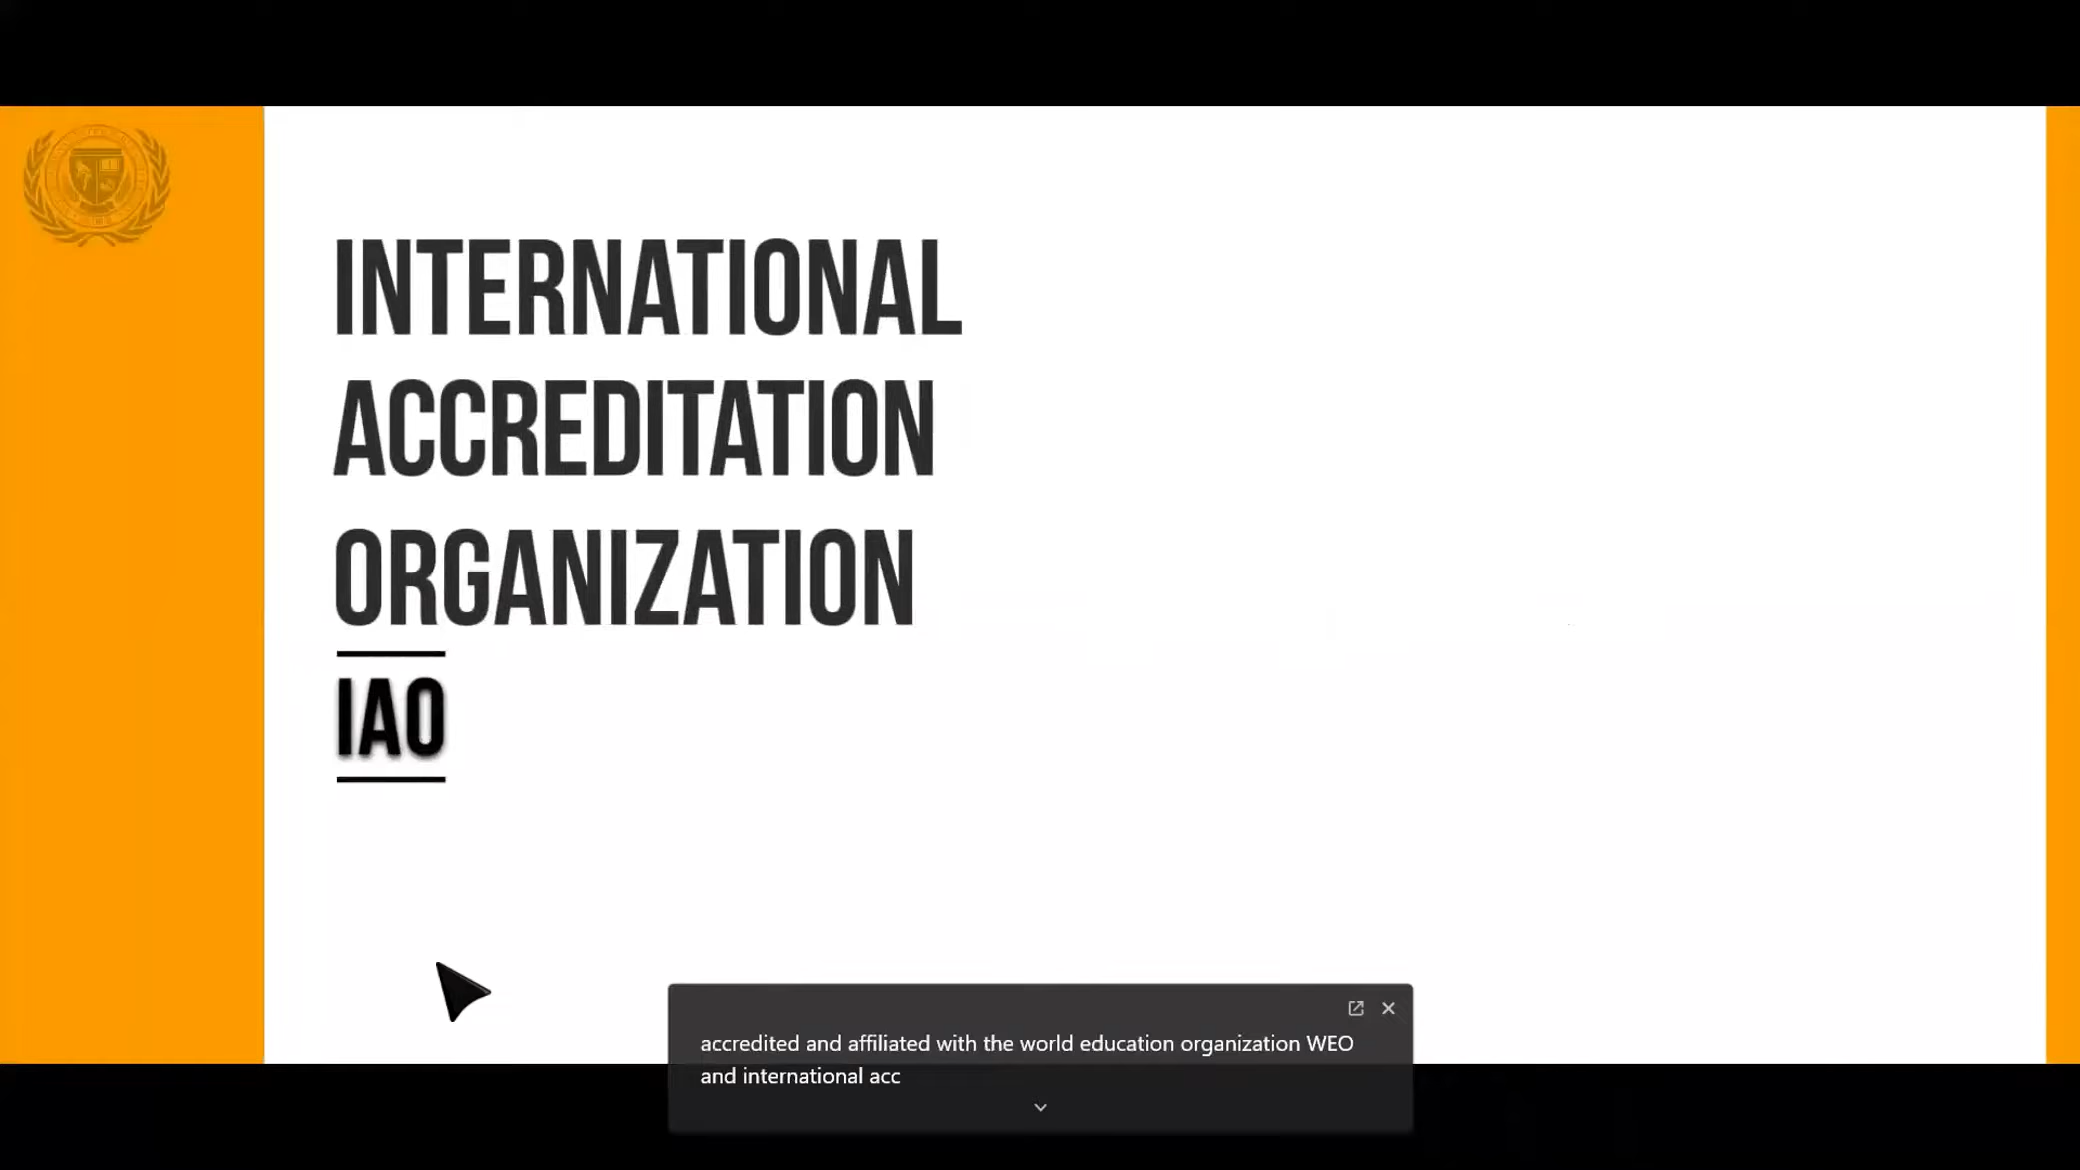 INTERNATIONAL
ACCREDITATION
ORGANIZATION
IAO
accredited and affiliated with the world education organization WEO
and international acc